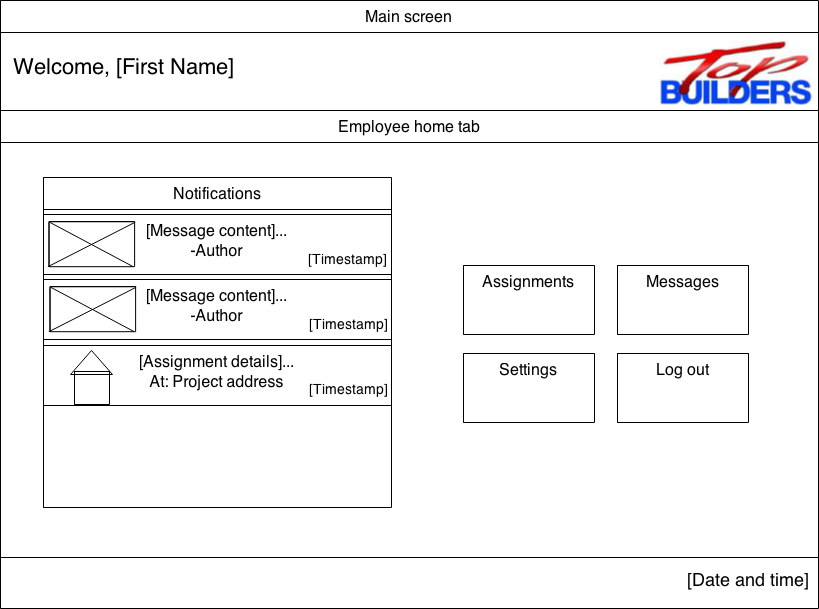 Main screen
Welcome, [First Name]
Top
BUILDERS
Employee home tab
Notifications
[Message content]...
-Author
[Timestamp]
[Message content]...
-Author
[Timestamp]
[Assignment details]...
At: Project address
[Timestamp]
Assignments
Messages
Settings
Log out
[Date and time]